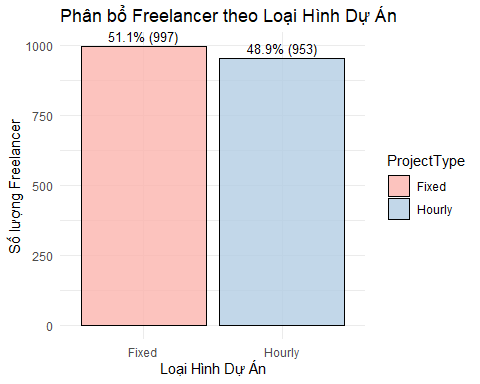 Phân bổ Freelancer theo Loại Hình Dự Án
51.1% (997)
48.9% (953)
1000
750
500
250
0
Số lượng Freelancer
Fixed
Hourly
Loại Hình Dự Án
ProjectType
Fixed
Hourly